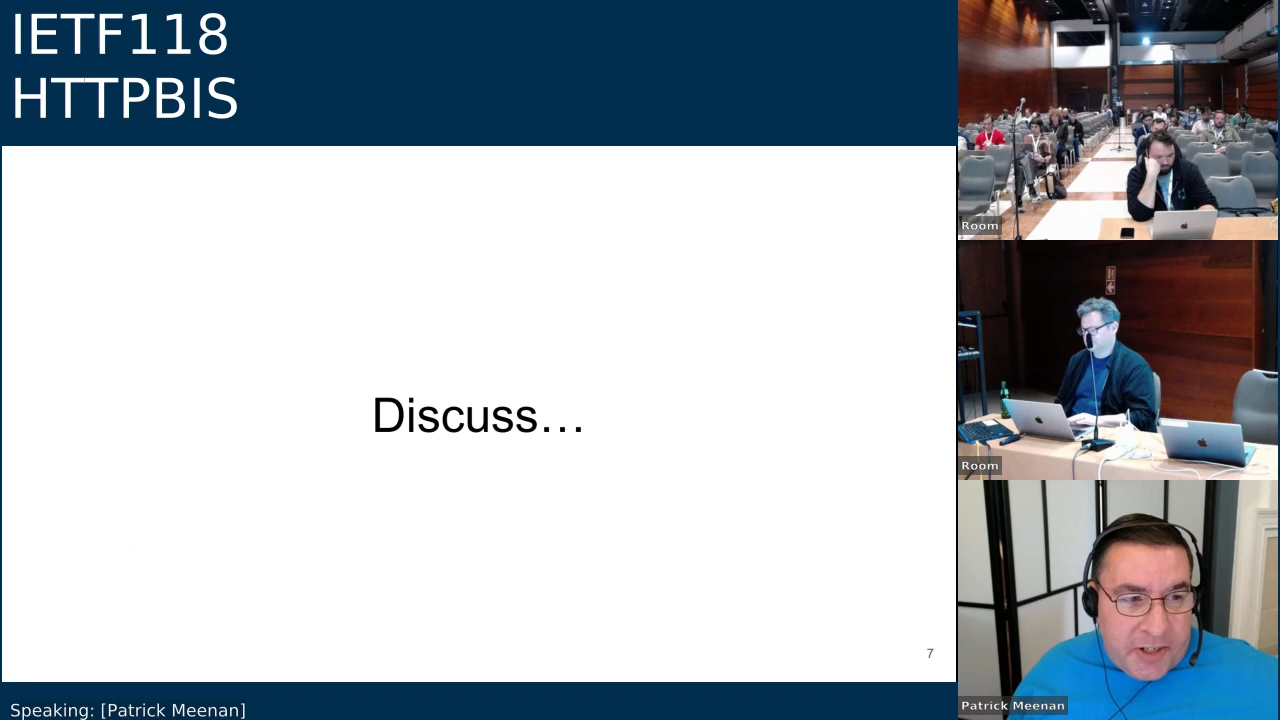 IETF118
HTTPBIS
Discuss…
7
Speaking: [Patrick Meenan]
Room
Room
Patrick Meenan